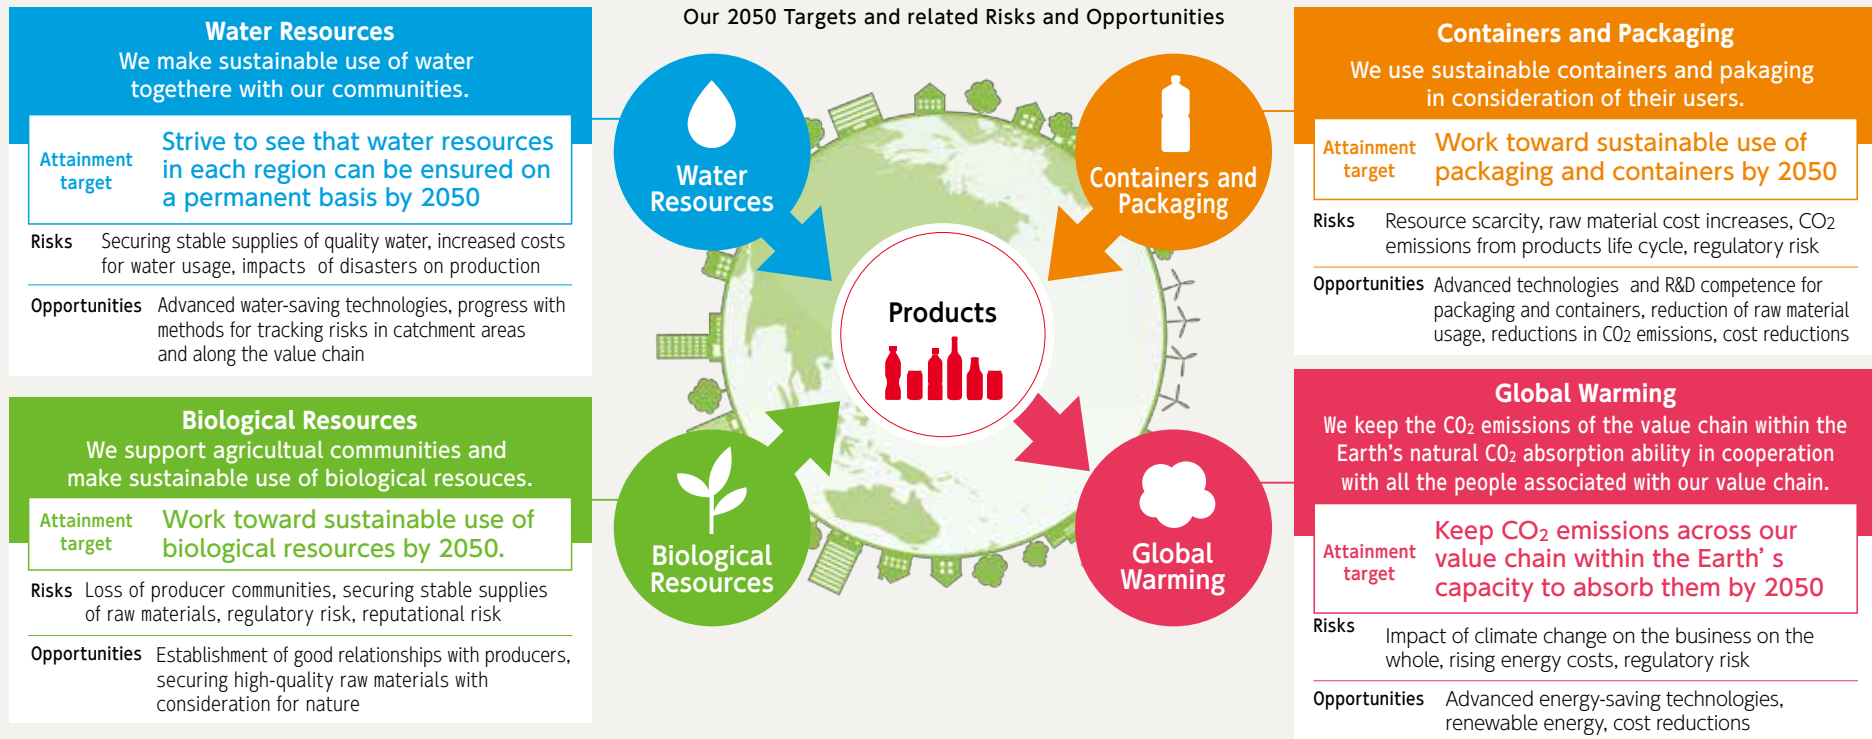 Our 2050 Targets and related Risks and Opportunities
Water Resources
We make sustainable use of water
togethere with our communities.
Attainment
target
Strive to see that water resources
in each region can be ensured on
a permanent basis by 2050
Risks Securing stable supplies of quality water, increased costs
for water usage, impacts of disasters on production
Opportunities Advanced water-saving technologies, progress with
methods for tracking risks in catchment areas
and along the value chain
Biological Resources
We support agricultual communities and
make sustainable use of biological resouces.
Attainment
target
Work toward sustainable use of
biological resources by 2050.
Risks Loss of producer communities, securing stable supplies
of raw materials, regulatory risk, reputational risk
Opportunities Establishment of good relationships with producers,
securing high-quality raw materials with
consideration for nature
Water
Resources
Containers and
Packaging
Products
Biological
Resources
Global
Warming
Containers and Packaging
We use sustainable containers and pakaging
in consideration of their users.
Attainment
target
Work toward sustainable use of
packaging and containers by 2050
Risks Resource scarcity, raw material cost increases, CO2
emissions from products life cycle, regulatory risk
Opportunities Advanced technologies and R&D competence for
packaging and containers, reduction of raw material
usage, reductions in CO2 emissions, cost reductions
Global Warming
We keep the CO2 emissions of the value chain within the
Earth's natural CO2 absorption ability in cooperation
with all the people associated with our value chain.
Attainment
target
Keep CO2 emissions across our
value chain within the Earth' s
capacity to absorb them by 2050
Risks
Impact of climate change on the business on the
whole, rising energy costs, regulatory risk
Opportunities Advanced energy-saving technologies,
renewable energy, cost reductions